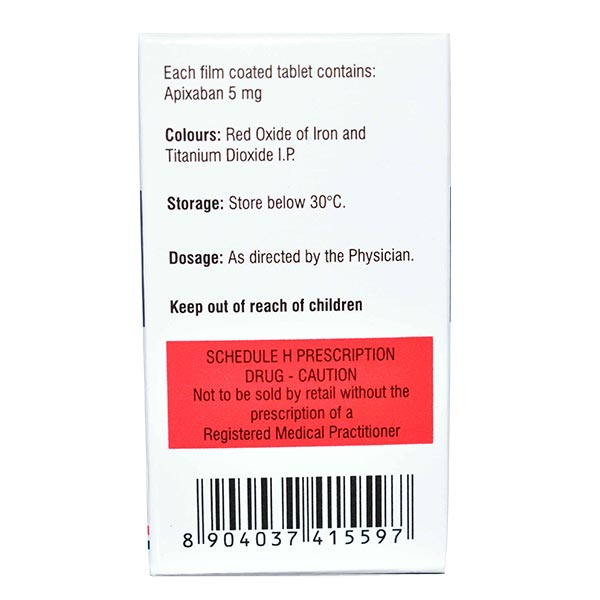 Each film coated tablet contains:
Apixaban 5 mg
Colours: Red Oxide of Iron and
Titanium Dioxide I.P.
Storage: Store below 30°C.
Dosage: As directed by the Physician.
Keep out of reach of children
SCHEDULE H PRESCRIPTION
DRUG - CAUTION
Not to be sold by retail without the
prescription of a
Registered Medical Practitioner
8 904037 415597